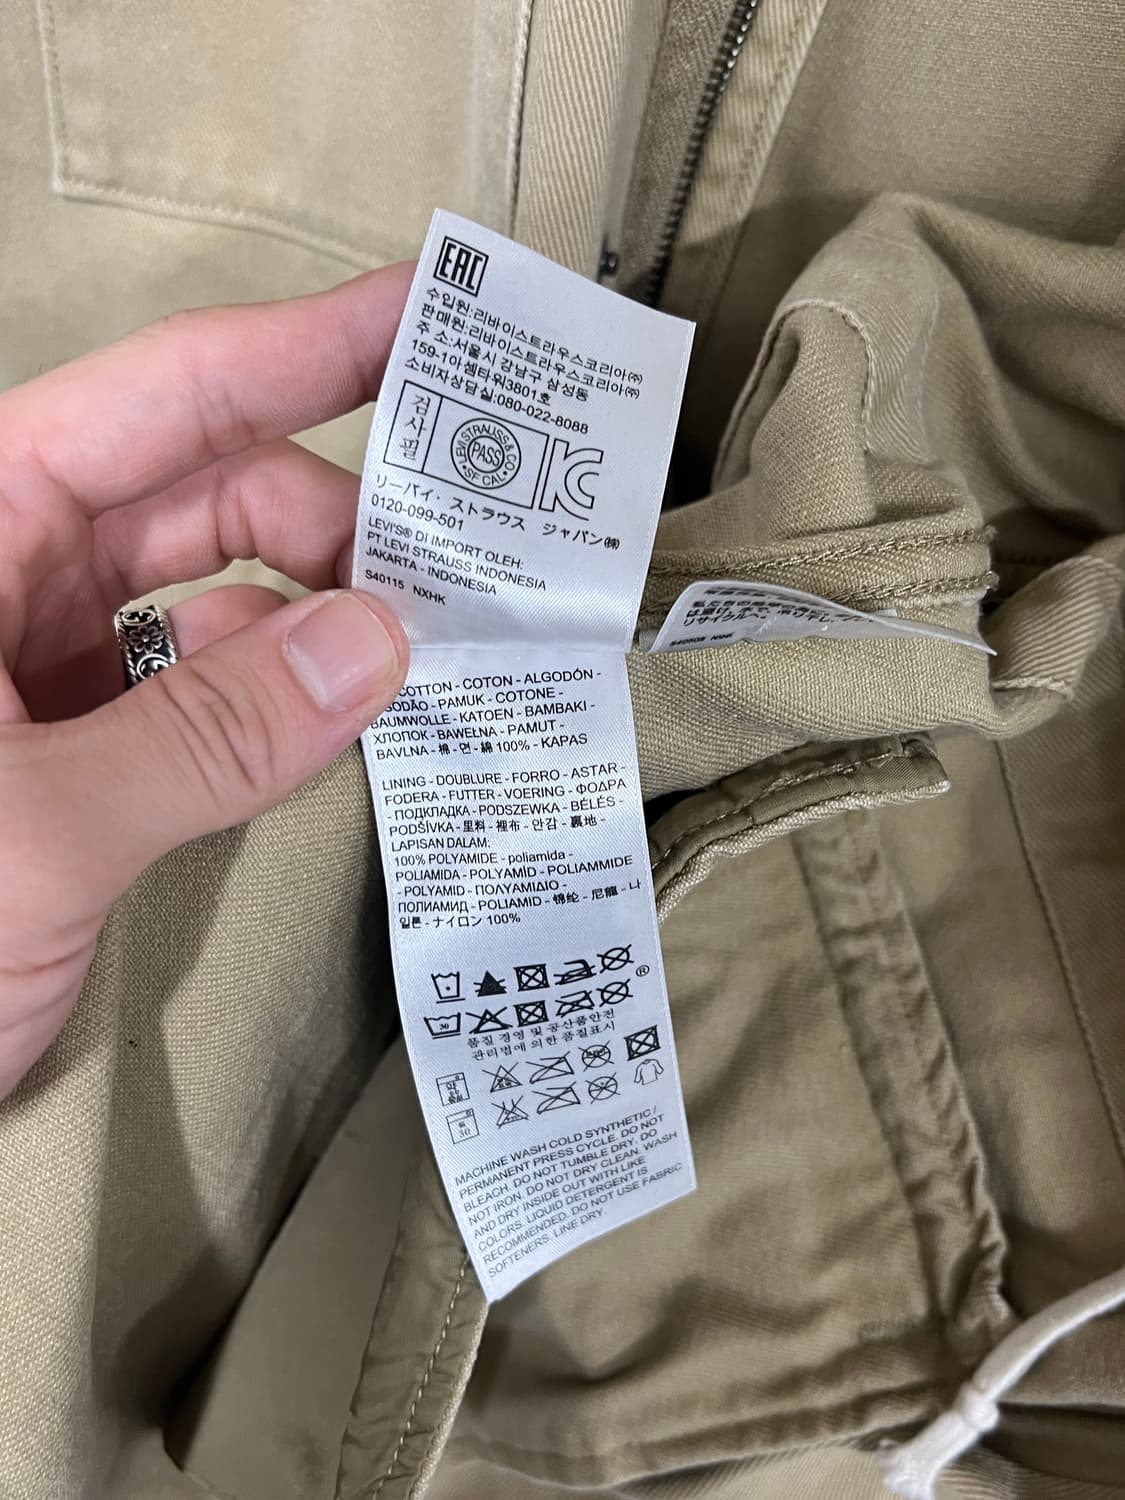 EAC
수입원:리바이스트라우스코리아㈜
판매원:리바이스트라우스코리아㈜
주 소:서울시 강남구 삼성동
159-1아셈타워3801호
소비자상담실:080-022-8088
검사필
LEVI STRAUSS & CO.
PASS
SF CAL
KC
リーバイ・ストラウス ジャパン㈱
0120-099-501
LEVI'S® DI IMPORT OLEH:
PT LEVI STRAUSS INDONESIA
JAKARTA - INDONESIA
S40115 NXHK
リサイクルへ。
COTTON - COTON - ALGODÓN -
PAMUK - COTONE -
BAUMWOLLE - KATOEN - BAMBAKI -
ХЛОПОК - BAWEŁNA - PAMUT -
BAVLNA - 棉 - 면 - 綿 100% - KAPAS
LINING - DOUBLURE - FORRO - ASTAR -
FODERA - FUTTER - VOERING - ΦΟΔΡΑ
- ПОДКЛАДКА - PODSZEWKA - BÉLÉS -
PODŠÍVKA - 里料 - 裡布 - 안감 - 裏地 -
LAPISAN DALAM:
100% POLYAMIDE - poliamida -
POLIAMIDA - POLYAMID - POLIAMMIDE
- POLYAMID - ΠΟΛΥΑΜΙΔΙΟ -
ПОЛИАМИД - POLIAMID - 锦纶 - 尼龍 - 나
일론 - ナイロン 100%
®
30
품질 경영 및 공산품안전
관리법에 의한 품질표시
30
MACHINE WASH COLD SYNTHETIC /
PERMANENT PRESS CYCLE. DO NOT
BLEACH. DO NOT TUMBLE DRY. DO
NOT IRON. DO NOT DRY CLEAN. WASH
AND DRY INSIDE OUT WITH LIKE
COLORS. LIQUID DETERGENT IS
RECOMMENDED. DO NOT USE FABRIC
SOFTENERS. LINE DRY.